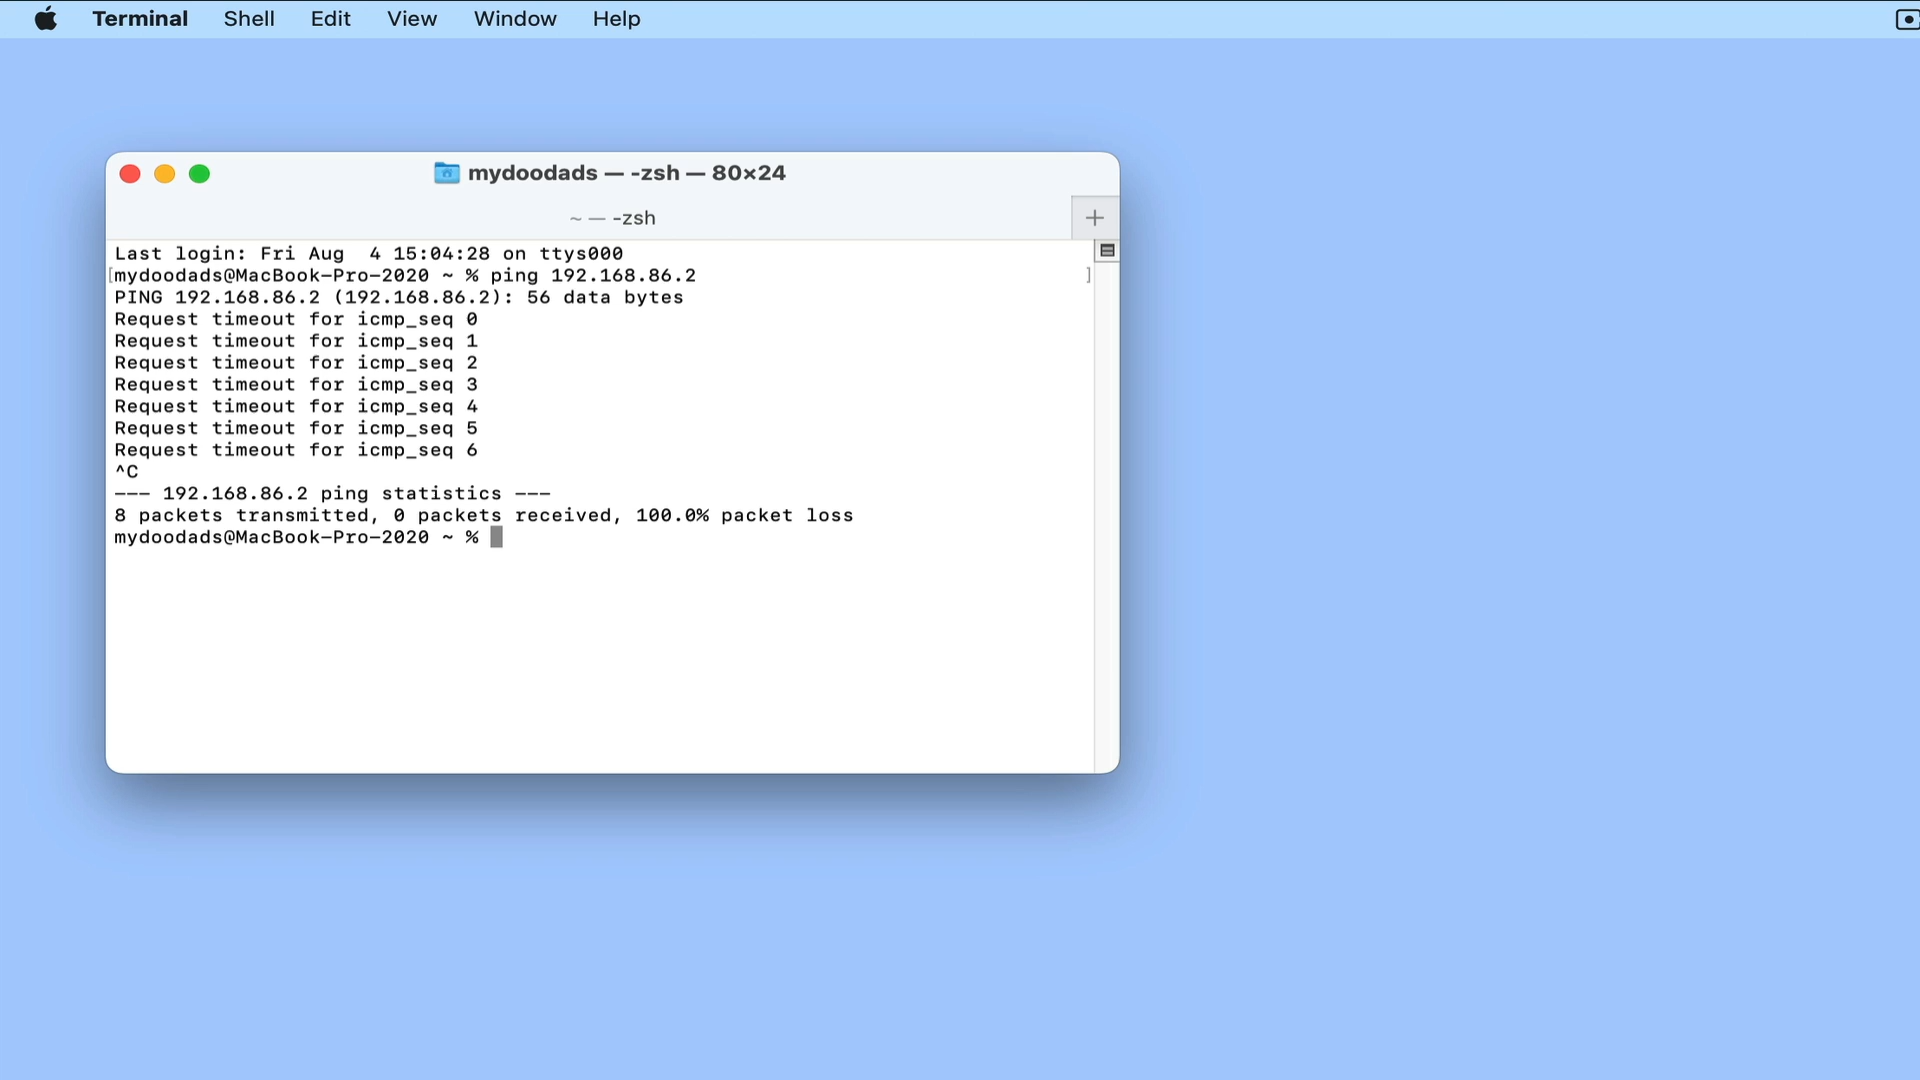 Terminal Shell Edit View Window Help
mydoodads — -zsh — 80×24
~ — -zsh
Last login: Fri Aug  4 15:04:28 on ttys000
[mydoodads@MacBook-Pro-2020 ~ % ping 192.168.86.2 ]
PING 192.168.86.2 (192.168.86.2): 56 data bytes
Request timeout for icmp_seq 0
Request timeout for icmp_seq 1
Request timeout for icmp_seq 2
Request timeout for icmp_seq 3
Request timeout for icmp_seq 4
Request timeout for icmp_seq 5
Request timeout for icmp_seq 6
^C
--- 192.168.86.2 ping statistics ---
8 packets transmitted, 0 packets received, 100.0% packet loss
mydoodads@MacBook-Pro-2020 ~ %